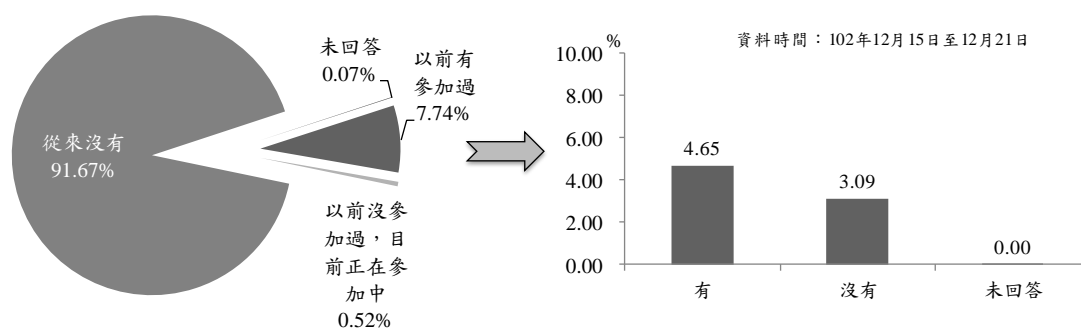 從來沒有
91.67%
未回答
0.07%
以前有
參加過
7.74%
以前沒參
加過，目
前正在參
加中
0.52%
%
資料時間：102年12月15日至12月21日
10.00
8.00
6.00
4.00
2.00
0.00
4.65
3.09
0.00
有
沒有
未回答